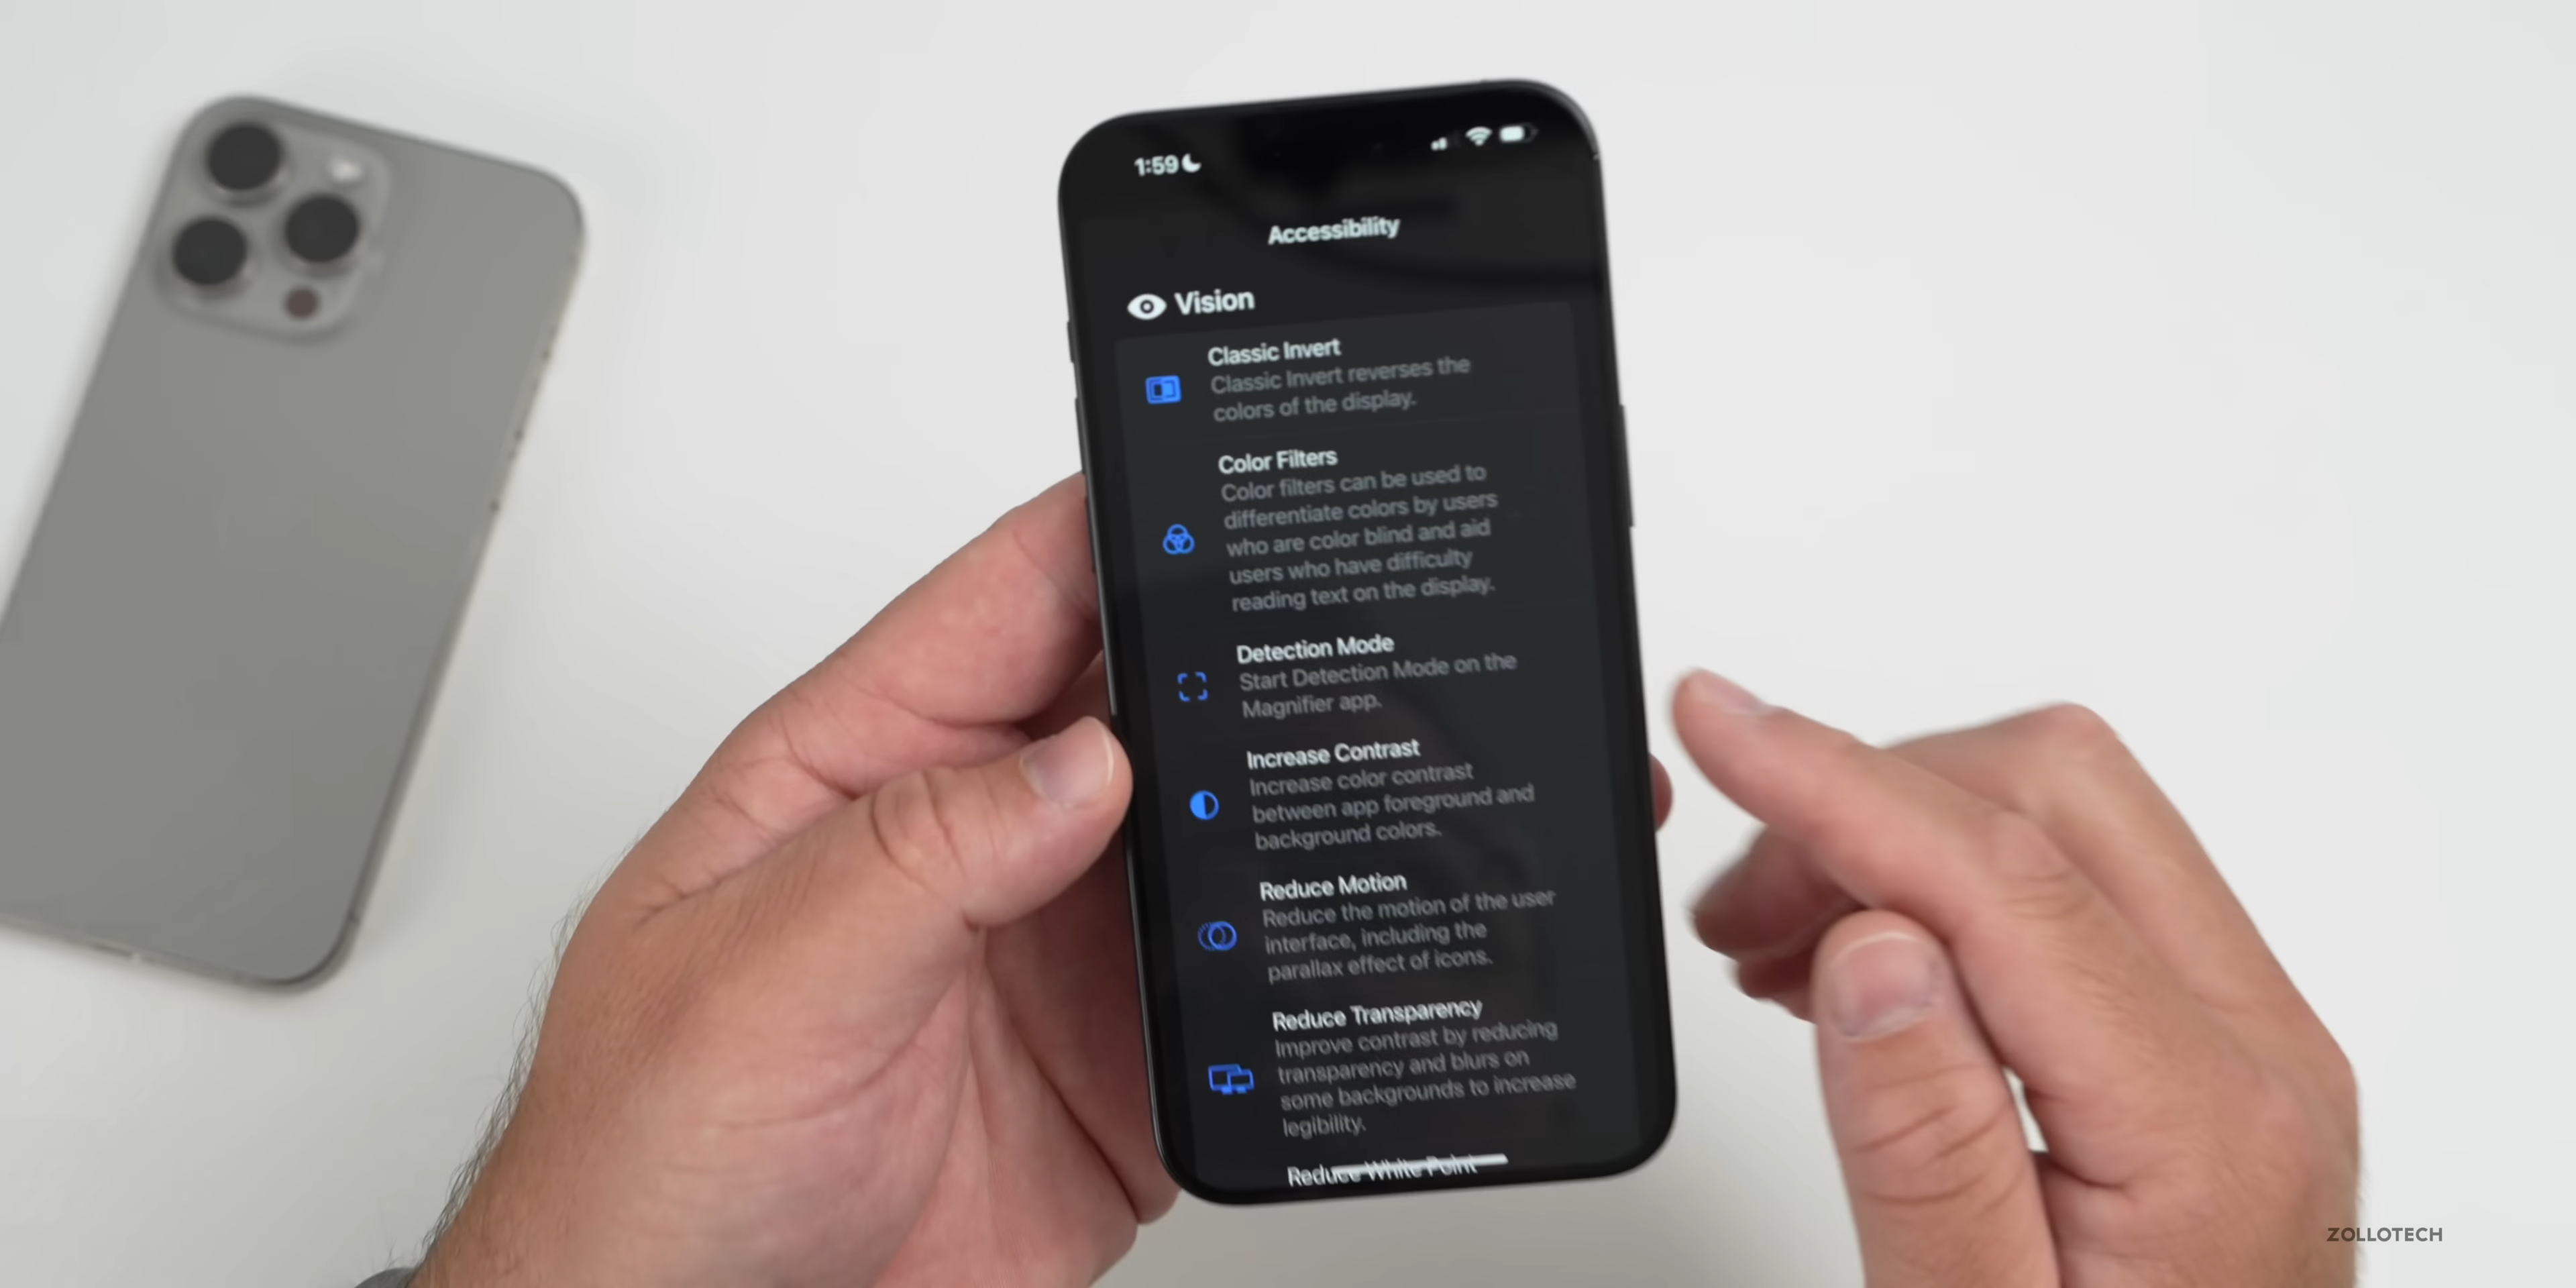 1:59
Accessibility
Vision
Classic Invert
Classic Invert reverses the
colors of the display.
Color Filters
Color filters can be used to
differentiate colors by users
who are color blind and aid
users who have difficulty
reading text on the display.
Detection Mode
Start Detection Mode on the
Magnifier app.
Increase Contrast
Increase color contrast
between app foreground and
background colors.
Reduce Motion
Reduce the motion of the user
interface, including the
parallax effect of icons.
Reduce Transparency
Improve contrast by reducing
transparency and blurs on
some backgrounds to increase
legibility.
Reduce White Point
ZOLLOTECH